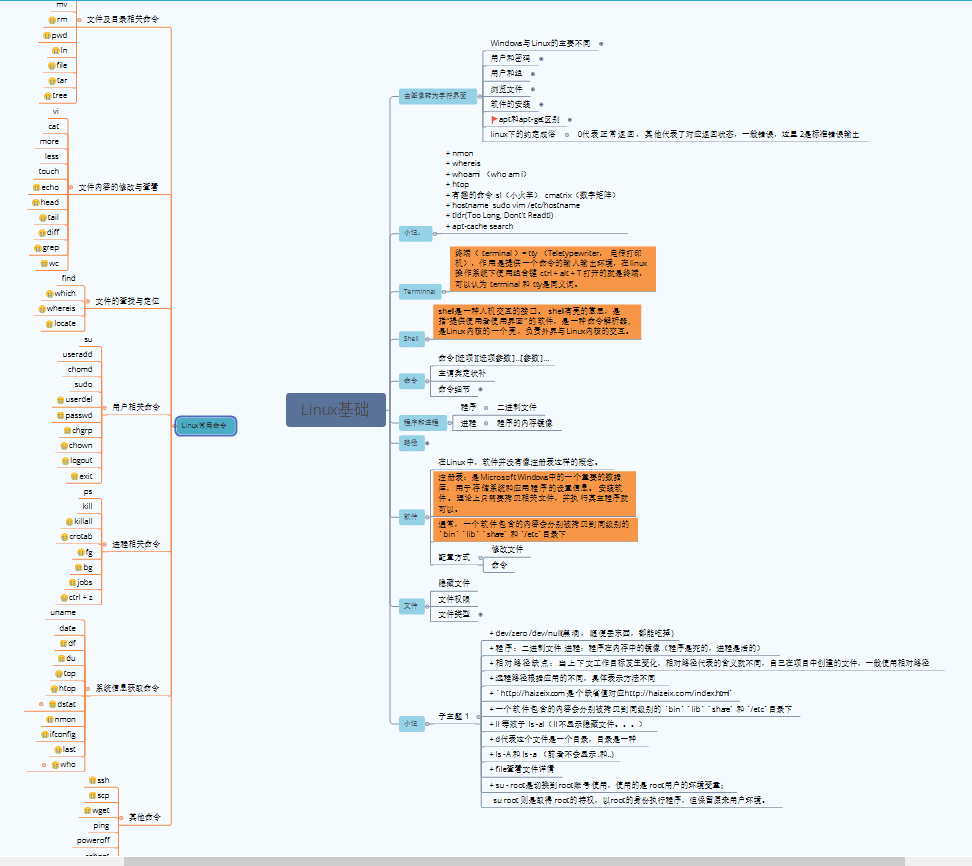 mv
rm
pwd
ln
file
tar
tree
文件及目录相关命令
vi
cat
more
less
touch
echo
head
tail
diff
grep
wc
文件内容的修改与查看
find
which
whereis
locate
文件的查找与定位
su
useradd
chomd
sudo
userdel
passwd
chgrp
chown
logout
exit
用户相关命令
ps
kill
killall
crotab
fg
bg
jobs
ctrl + z
进程相关命令
uname
date
df
du
top
htop
dstat
nmon
ifconfig
last
who
系统信息获取命令
ssh
scp
wget
ping
poweroff
reboot
其他命令
Linux常用命令
Linux基础
由图像转为字符界面
Windows与Linux的主要不同
用户和密码
用户和组
浏览文件
软件的安装
apt和apt-get区别
linux下的约定成俗
0代表正常返回，其他代表了对应返回状态，一般错误，这里 2是标准错误输出
小记。
+ nmon
+ whereis
+ whoami （who am i）
+ htop
+ 有趣的命令 sl（小火车） cmatrix（数字矩阵）
+ hostname sudo vim /etc/hostname
+ tldr(Too Long, Dont't Readtl)
+ apt-cache search
Terminnal
终端（ terminal ）= tty （Teletypewriter， 电传打印
机），作用是提供一个命令的输入输出环境，在linux
操作系统下使用组合键 ctrl + alt + T 打开的就是终端，
可以认为 terminal 和 tty是同义词。
Shell
shell是一种人机交互的接口。 shell有壳的意思，是
指"提供使用者使用界面"的软件，是一种命令解析器，
是Linux内核的一个壳，负责外界与Linux内核的交互。
命令
命令[选项][选项参数]...[参数]...
主谓宾定状补
命令细节
程序和进程
程序
二进制文件
进程
程序的内存镜像
路径
软件
在Linux中，软件并没有像注册表这样的概念。
注册表：是Microsoft Windows中的一个重要的数据
库，用于存储系统和应用程序的设置信息。 安装软
件。 理论上只需要拷贝相关文件，并执行其主程序就
可以。
通常，一个软件包含的内容会分别被拷贝到同级别的
`bin` `lib` `share` 和 `/etc`目录下
配置方式
修改文件
命令
文件
隐藏文件
文件权限
文件类型
小记
子主题 1
+ dev/zero /dev/null(黑洞， 随便丢东西，都能吃掉)
+ 程序： 二进制文件 进程：程序在内存中的镜像（程序是死的，进程是活的）
+ 相对路径缺点： 当上下文工作目标发生变化，相对路径代表的含义就不同，自己在项目中创建的文件，一般使用相对路径
+ 远程路径根据应用的不同，具体表示方法不同
+ `http://haizeix.com是个缺省值对应http://haizeix.com/index.html`
+ 一个软件包含的内容会分别被拷贝到同级别的 `bin` `lib` `share` 和 `/etc`目录下
+ ll 等效于 ls -al（ll不显示隐藏文件。。。）
+ d代表这个文件是一个目录，目录是一种
+ ls -A 和 ls -a （前者不会显示.和..)
+ file查看文件详情
+ su - root是切换到root账号使用，使用的是 root用户的环境变量；
su root 则是取得 root的特权，以root的身份执行程序，但保留原来用户环境。